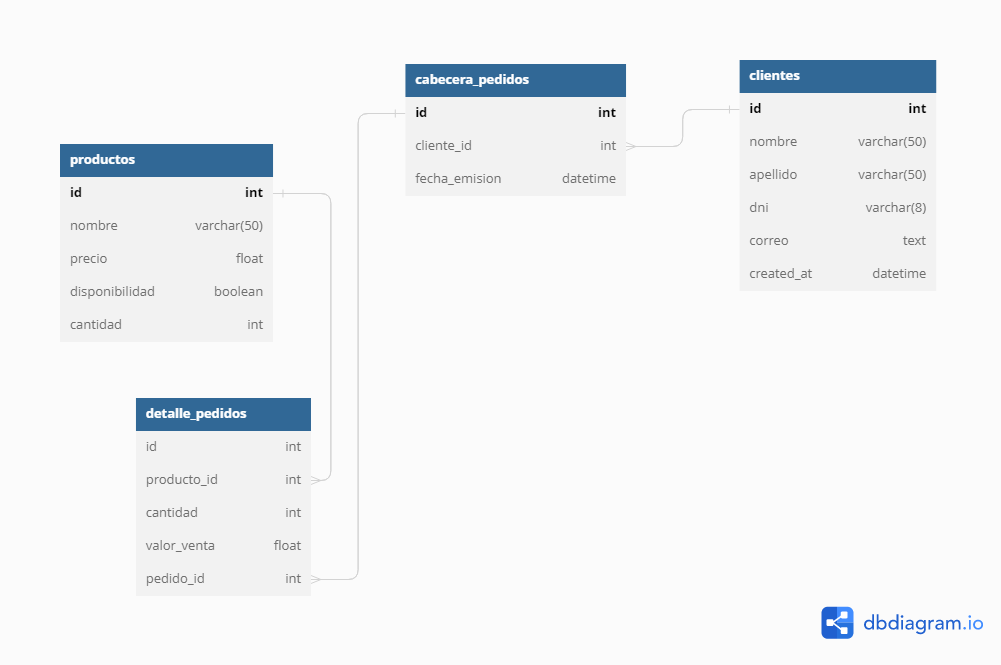 cabecera_pedidos
id int
cliente_id int
fecha_emision datetime
clientes
id int
nombre varchar(50)
apellido varchar(50)
dni varchar(8)
correo text
created_at datetime
productos
id int
nombre varchar(50)
precio float
disponibilidad boolean
cantidad int
detalle_pedidos
id int
producto_id int
cantidad int
valor_venta float
pedido_id int
dbdiagram.io